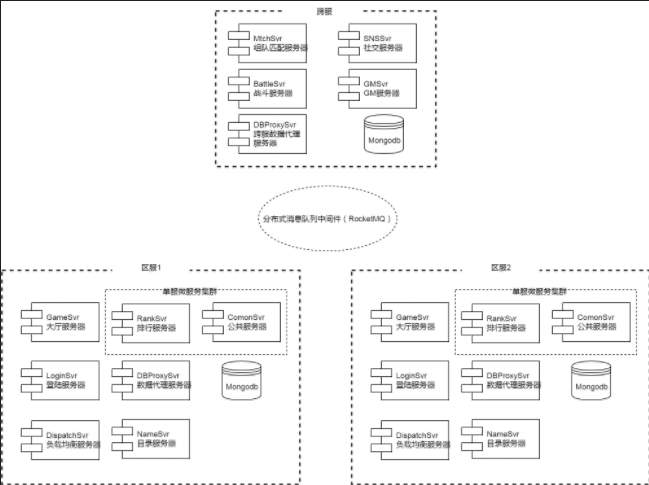 跨服
MtchSvr
组队匹配服务器
SNSSvr
社交服务器
BattleSvr
战斗服务器
GMSvr
GM服务器
DBProxySvr
跨服数据代理
服务器
Mongodb
分布式消息队列中间件（RocketMQ）
区服1
单服微服务集群
GameSvr
大厅服务器
RankSvr
排行服务器
ComonSvr
公共服务器
LoginSvr
登陆服务器
DBProxySvr
数据代理服务器
Mongodb
DispatchSvr
负载均衡服务器
NameSvr
目录服务器
区服2
单服微服务集群
GameSvr
大厅服务器
RankSvr
排行服务器
ComonSvr
公共服务器
LoginSvr
登陆服务器
DBProxySvr
数据代理服务器
Mongodb
DispatchSvr
负载均衡服务器
NameSvr
目录服务器